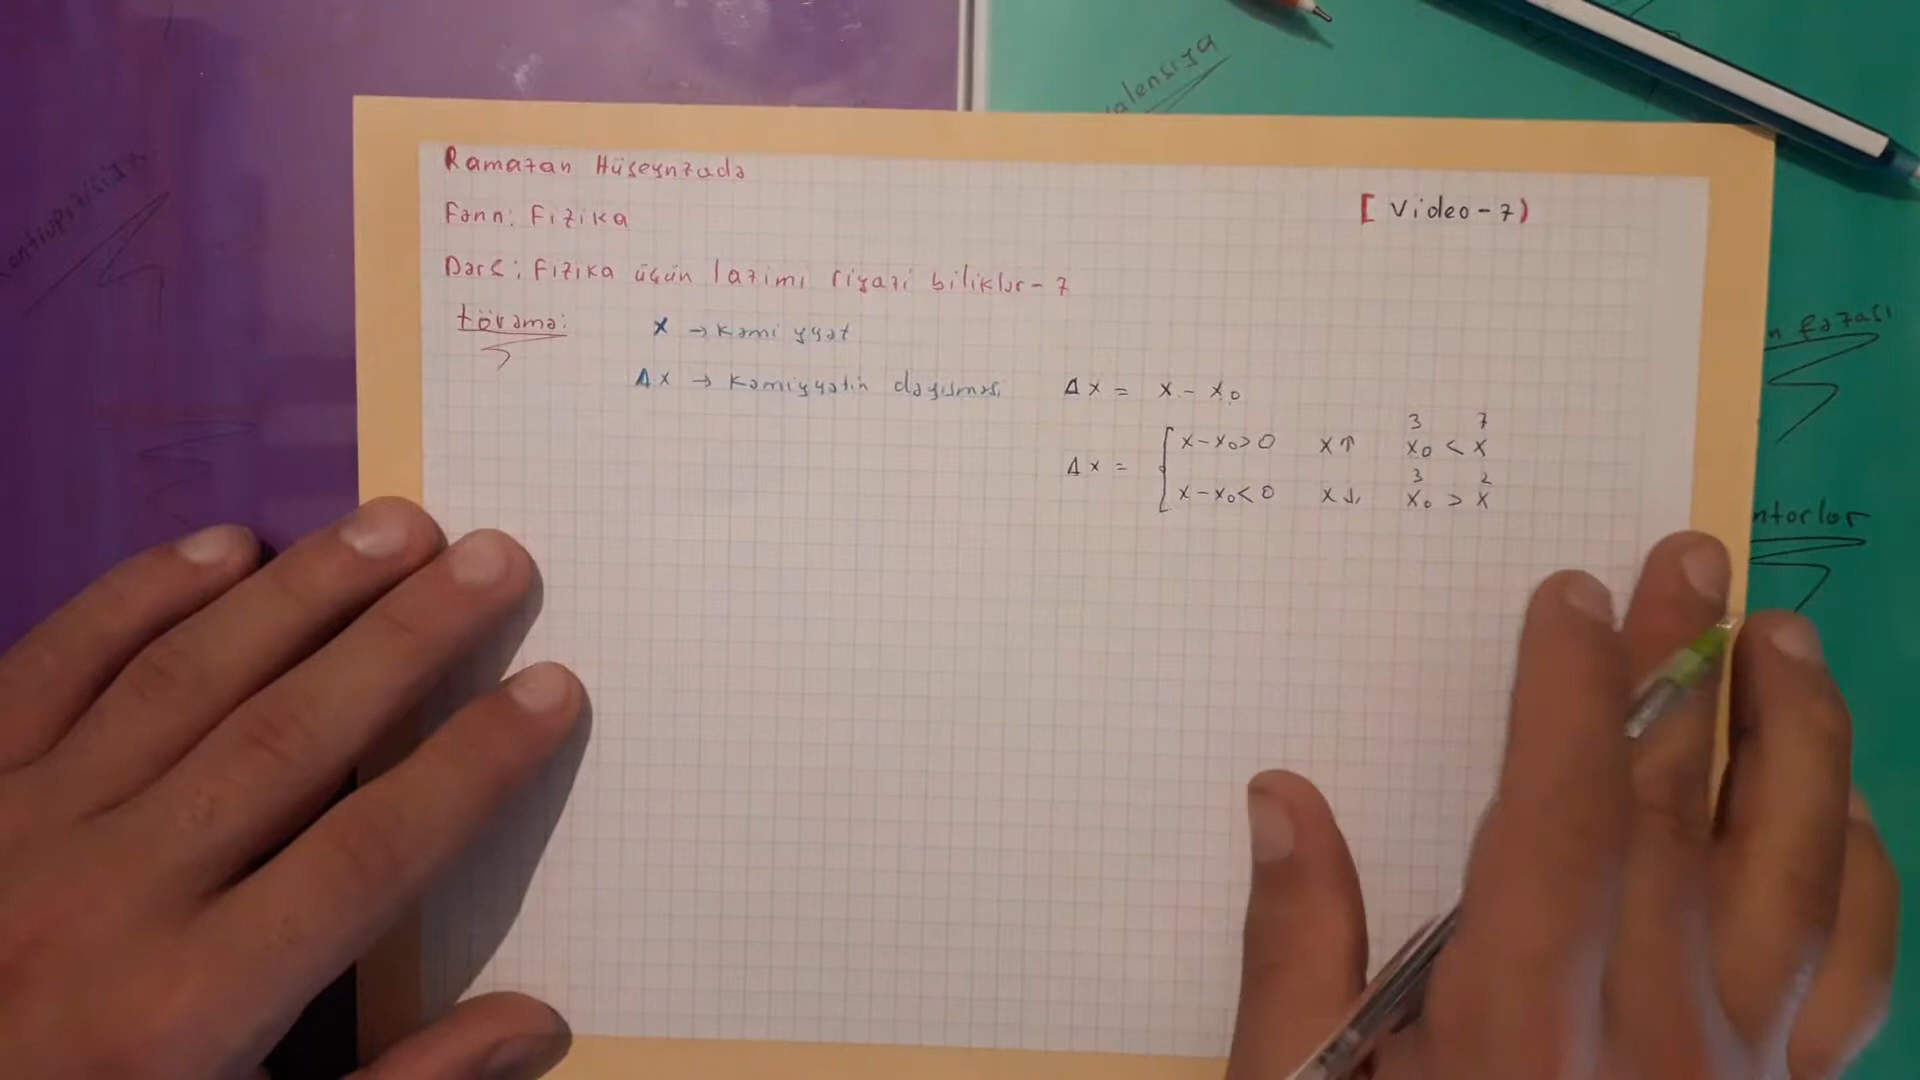 Ramazan Hüseynzadə
[ Video - 7)
Fənn: Fizika
Dərs: Fizika üçün lazimi riyazi biliklər - 7
törəmə:
x → kəmiyyət
Δx → kəmiyyətin dəyişməsi
Δx = x - x₀
3 7
Δx = [ x-x₀>0 x↑ x₀ < x
3 2
x-x₀<0 x↓ x₀ > x